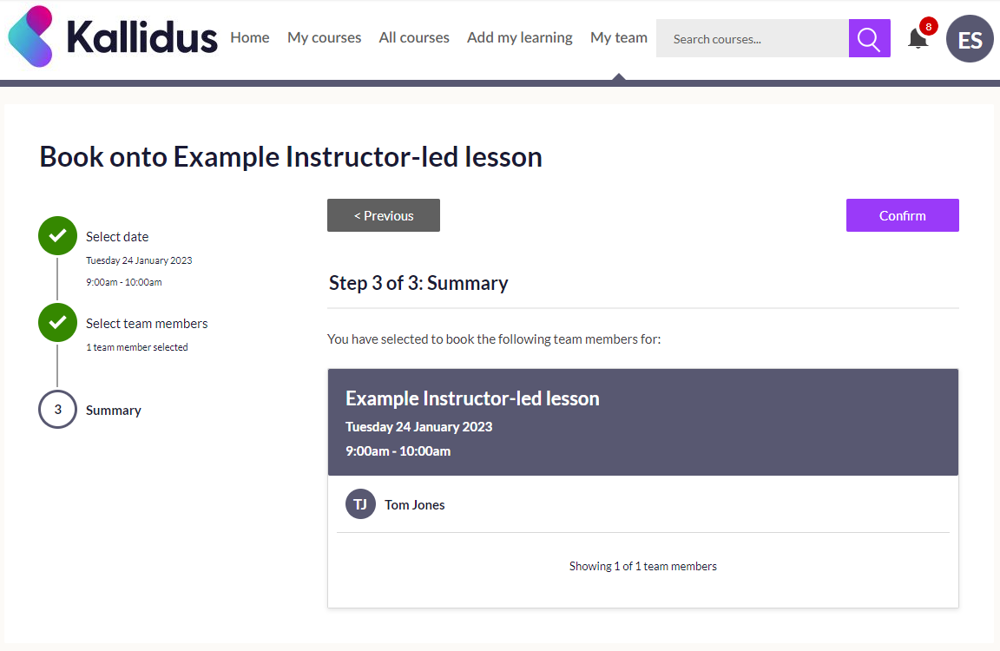 Kallidus
Home My courses All courses Add my learning My team Search courses... 8 ES
Book onto Example Instructor-led lesson
< Previous Confirm
Select date
Tuesday 24 January 2023
9:00am - 10:00am
Select team members
1 team member selected
3 Summary
Step 3 of 3: Summary
You have selected to book the following team members for:
Example Instructor-led lesson
Tuesday 24 January 2023
9:00am - 10:00am
TJ Tom Jones
Showing 1 of 1 team members